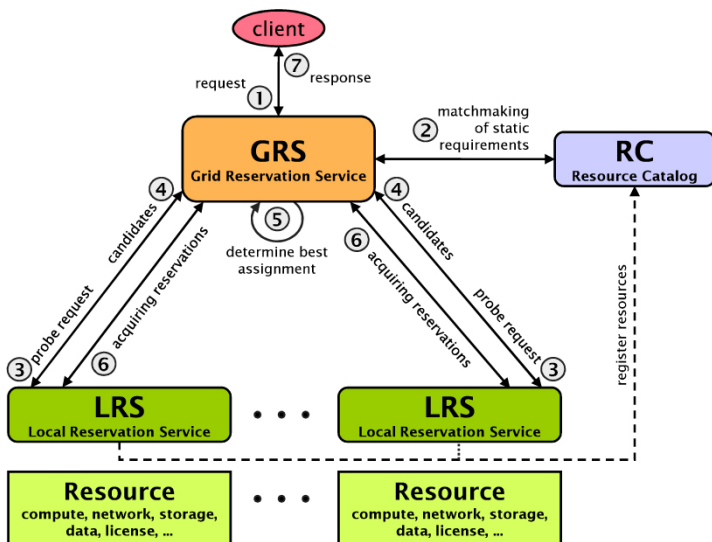 client
request
①
⑦
response
GRS
Grid Reservation Service
②
matchmaking
of static
requirements
RC
Resource Catalog
④
candidates
probe request
③
acquiring reservations
⑥
⑤
determine best
assignment
④
candidates
probe request
③
⑥
acquiring reservations
register resources
LRS
Local Reservation Service
• • •
LRS
Local Reservation Service
Resource
compute, network, storage,
data, license, ...
• • •
Resource
compute, network, storage,
data, license, ...